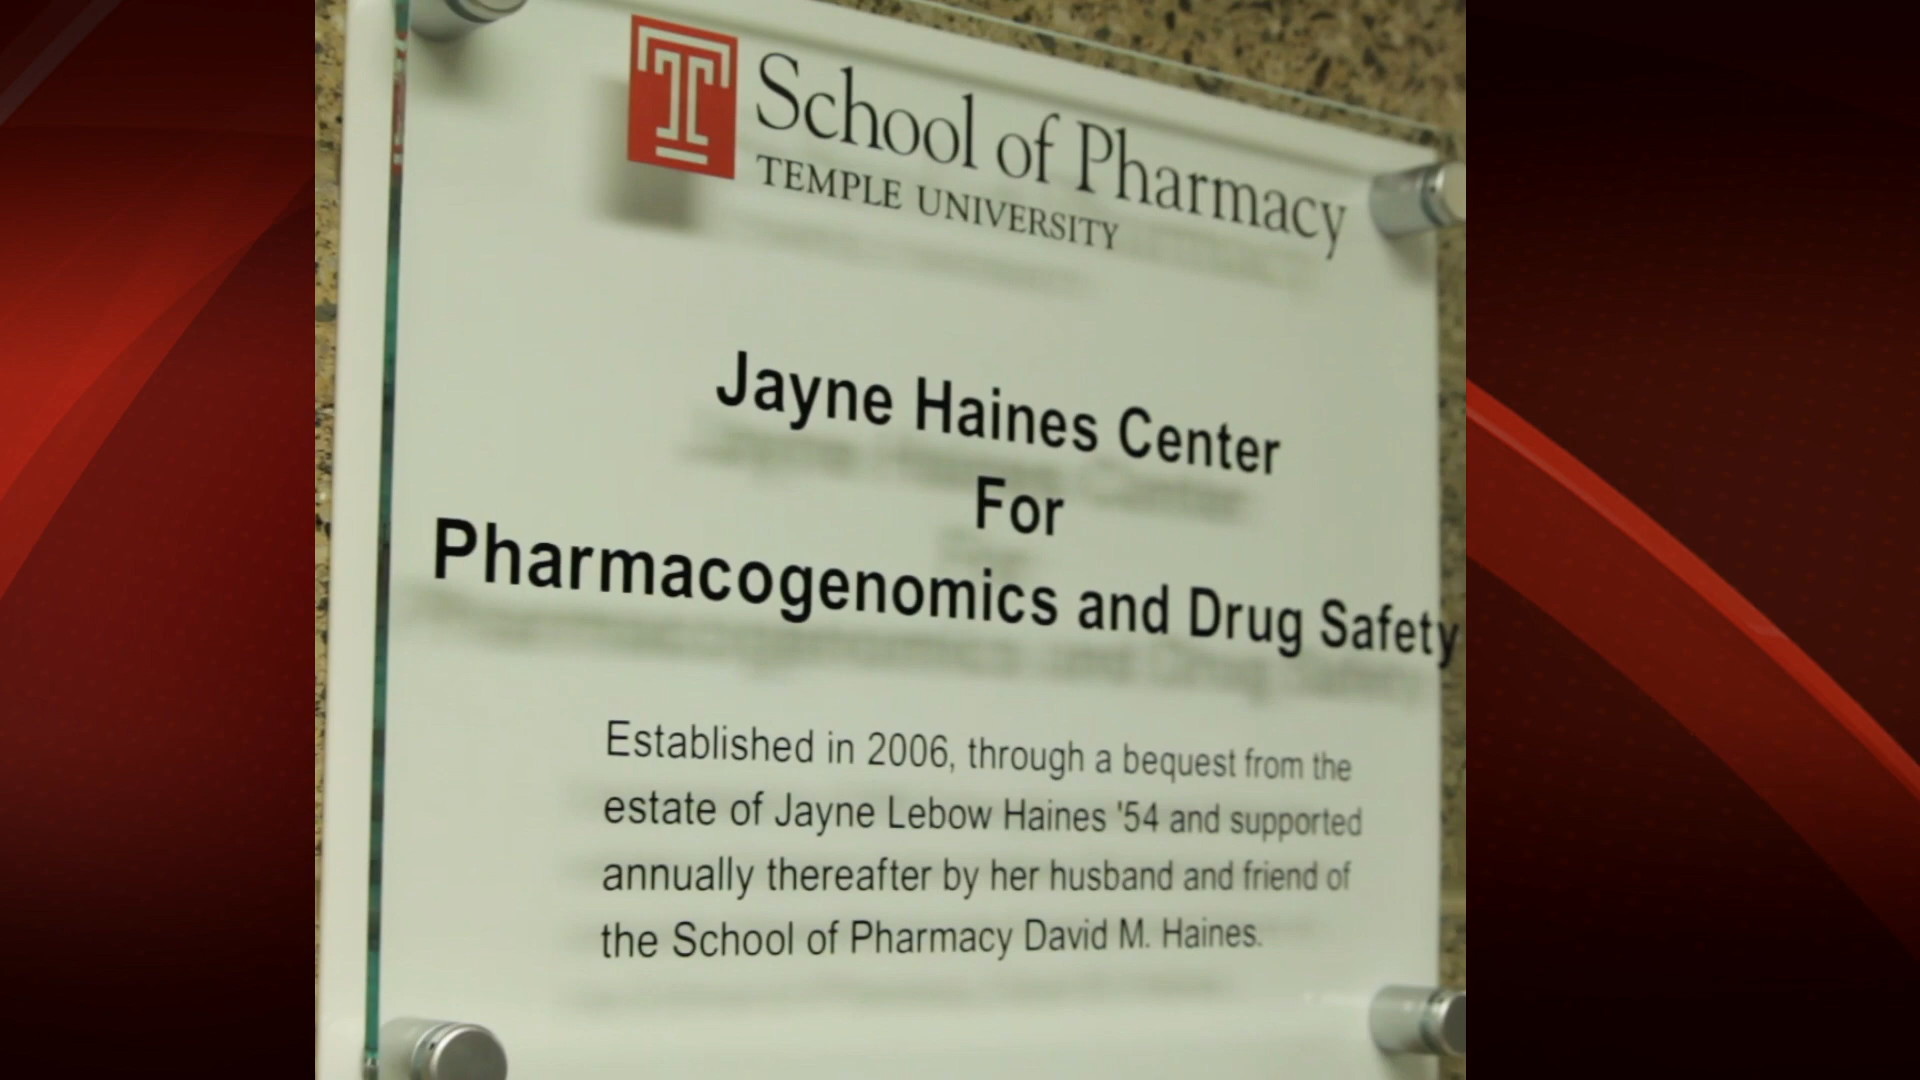 School of Pharmacy
TEMPLE UNIVERSITY
Jayne Haines Center
For
Pharmacogenomics and Drug Safety
Established in 2006, through a bequest from the
estate of Jayne Lebow Haines '54 and supported
annually thereafter by her husband and friend of
the School of Pharmacy David M. Haines.